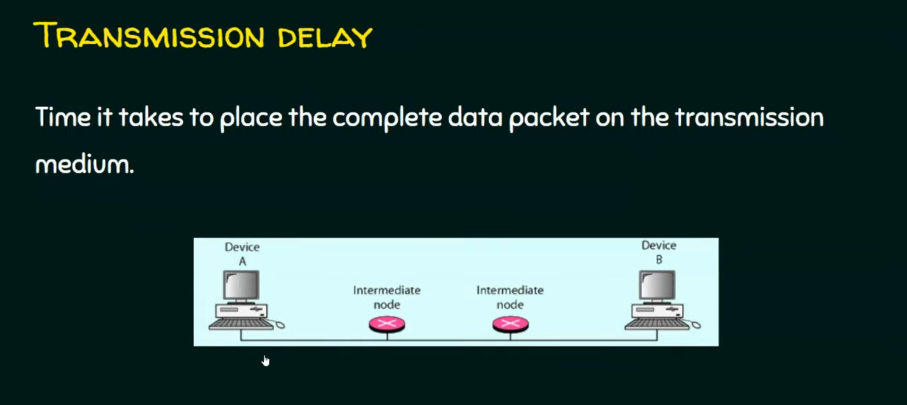 TRANSMISSION DELAY
Time it takes to place the complete data packet on the transmission
medium.
Device
A
Device
B
Intermediate
node
Intermediate
node